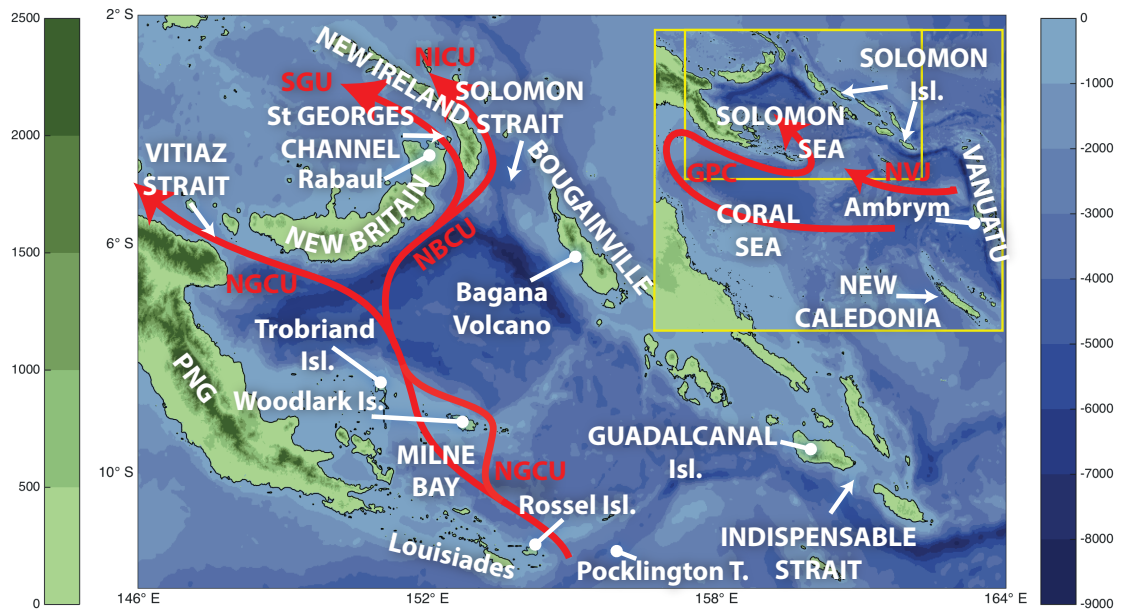 2500
2000
1500
1000
500
0
2° S
6° S
10° S
146° E
152° E
158° E
164° E
0
-1000
-2000
-3000
-4000
-5000
-6000
-7000
-8000
-9000
NEW IRELAND
NICU
SGU
SOLOMON
STRAIT
St GEORGES
CHANNEL
Rabaul
VITIAZ
STRAIT
BOUGAINVILLE
NEW BRITAIN
NBCU
NGCU
Bagana
Volcano
Trobriand
Isl.
PNG
Woodlark Is.
MILNE
BAY
NGCU
GUADALCANAL
Isl.
Rossel Isl.
INDISPENSABLE
STRAIT
Louisiades
Pocklington T.
SOLOMON
Isl.
SOLOMON
SEA
GPC
NVJ
VANUATU
Ambrym
CORAL
SEA
NEW
CALEDONIA